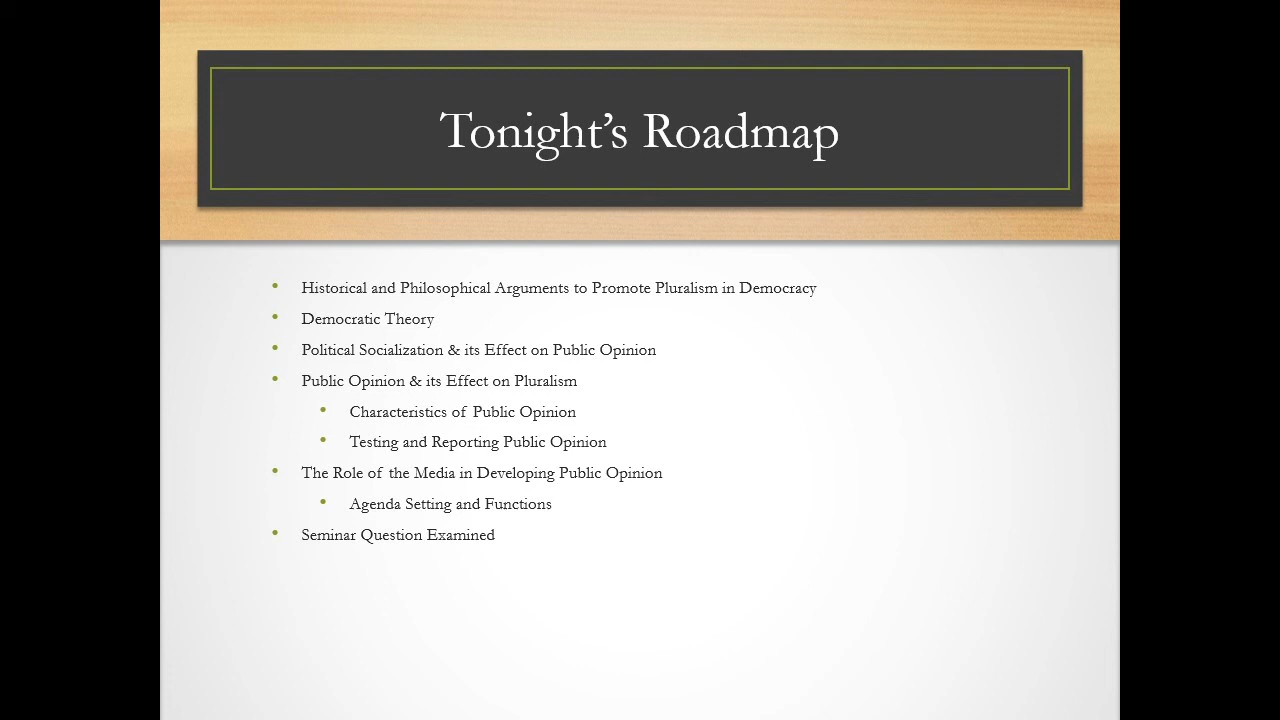 Tonight’s Roadmap
• Historical and Philosophical Arguments to Promote Pluralism in Democracy
• Democratic Theory
• Political Socialization & its Effect on Public Opinion
• Public Opinion & its Effect on Pluralism
• Characteristics of Public Opinion
• Testing and Reporting Public Opinion
• The Role of the Media in Developing Public Opinion
• Agenda Setting and Functions
• Seminar Question Examined